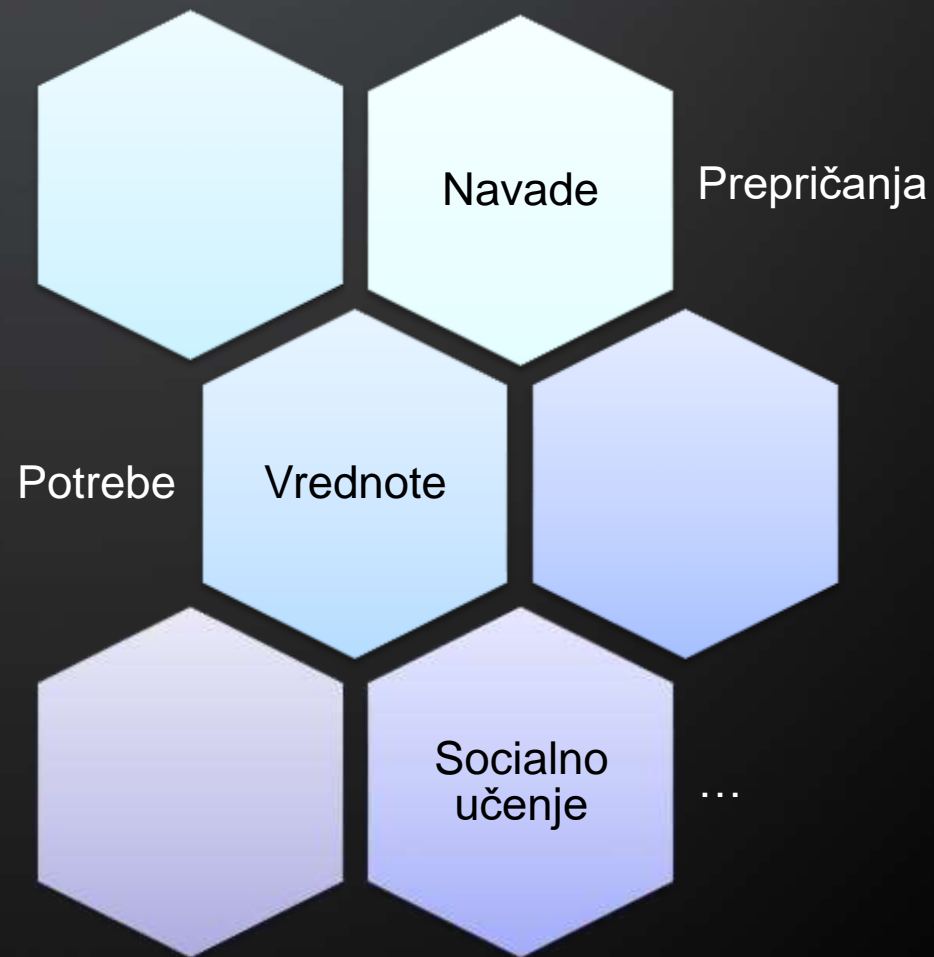 Navade
Prepričanja
Potrebe
Vrednote
Socialno
učenje
…